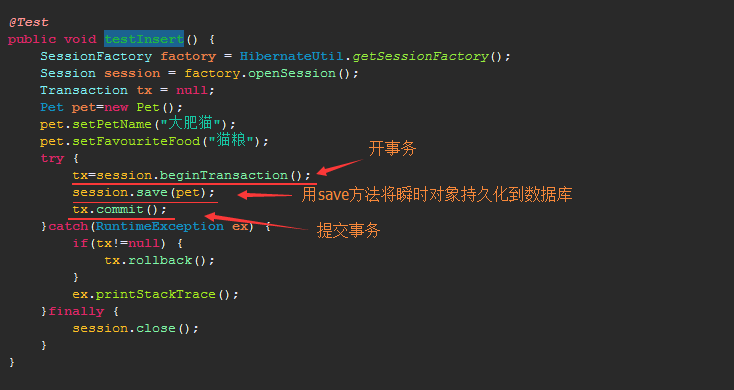 @Test
public void testInsert() {
SessionFactory factory = HibernateUtil.getSessionFactory();
Session session = factory.openSession();
Transaction tx = null;
Pet pet=new Pet();
pet.setPetName("大肥猫");
pet.setFavouriteFood("猫粮");
try {
开事务
tx=session.beginTransaction();
session.save(pet);
用save方法将瞬时对象持久化到数据库
tx.commit();
提交事务
}catch(RuntimeException ex) {
if(tx!=null) {
tx.rollback();
}
ex.printStackTrace();
}finally {
session.close();
}
}